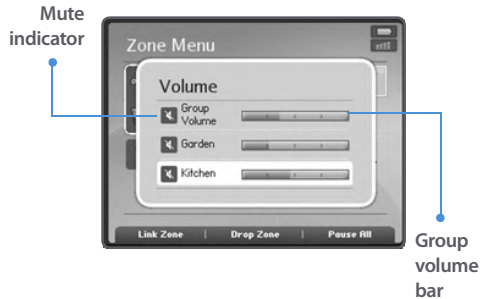 Mute
indicator
Zone Menu
Volume
Group
Volume
Garden
Kitchen
Link Zone | Drop Zone | Pause All
Group
volume
bar